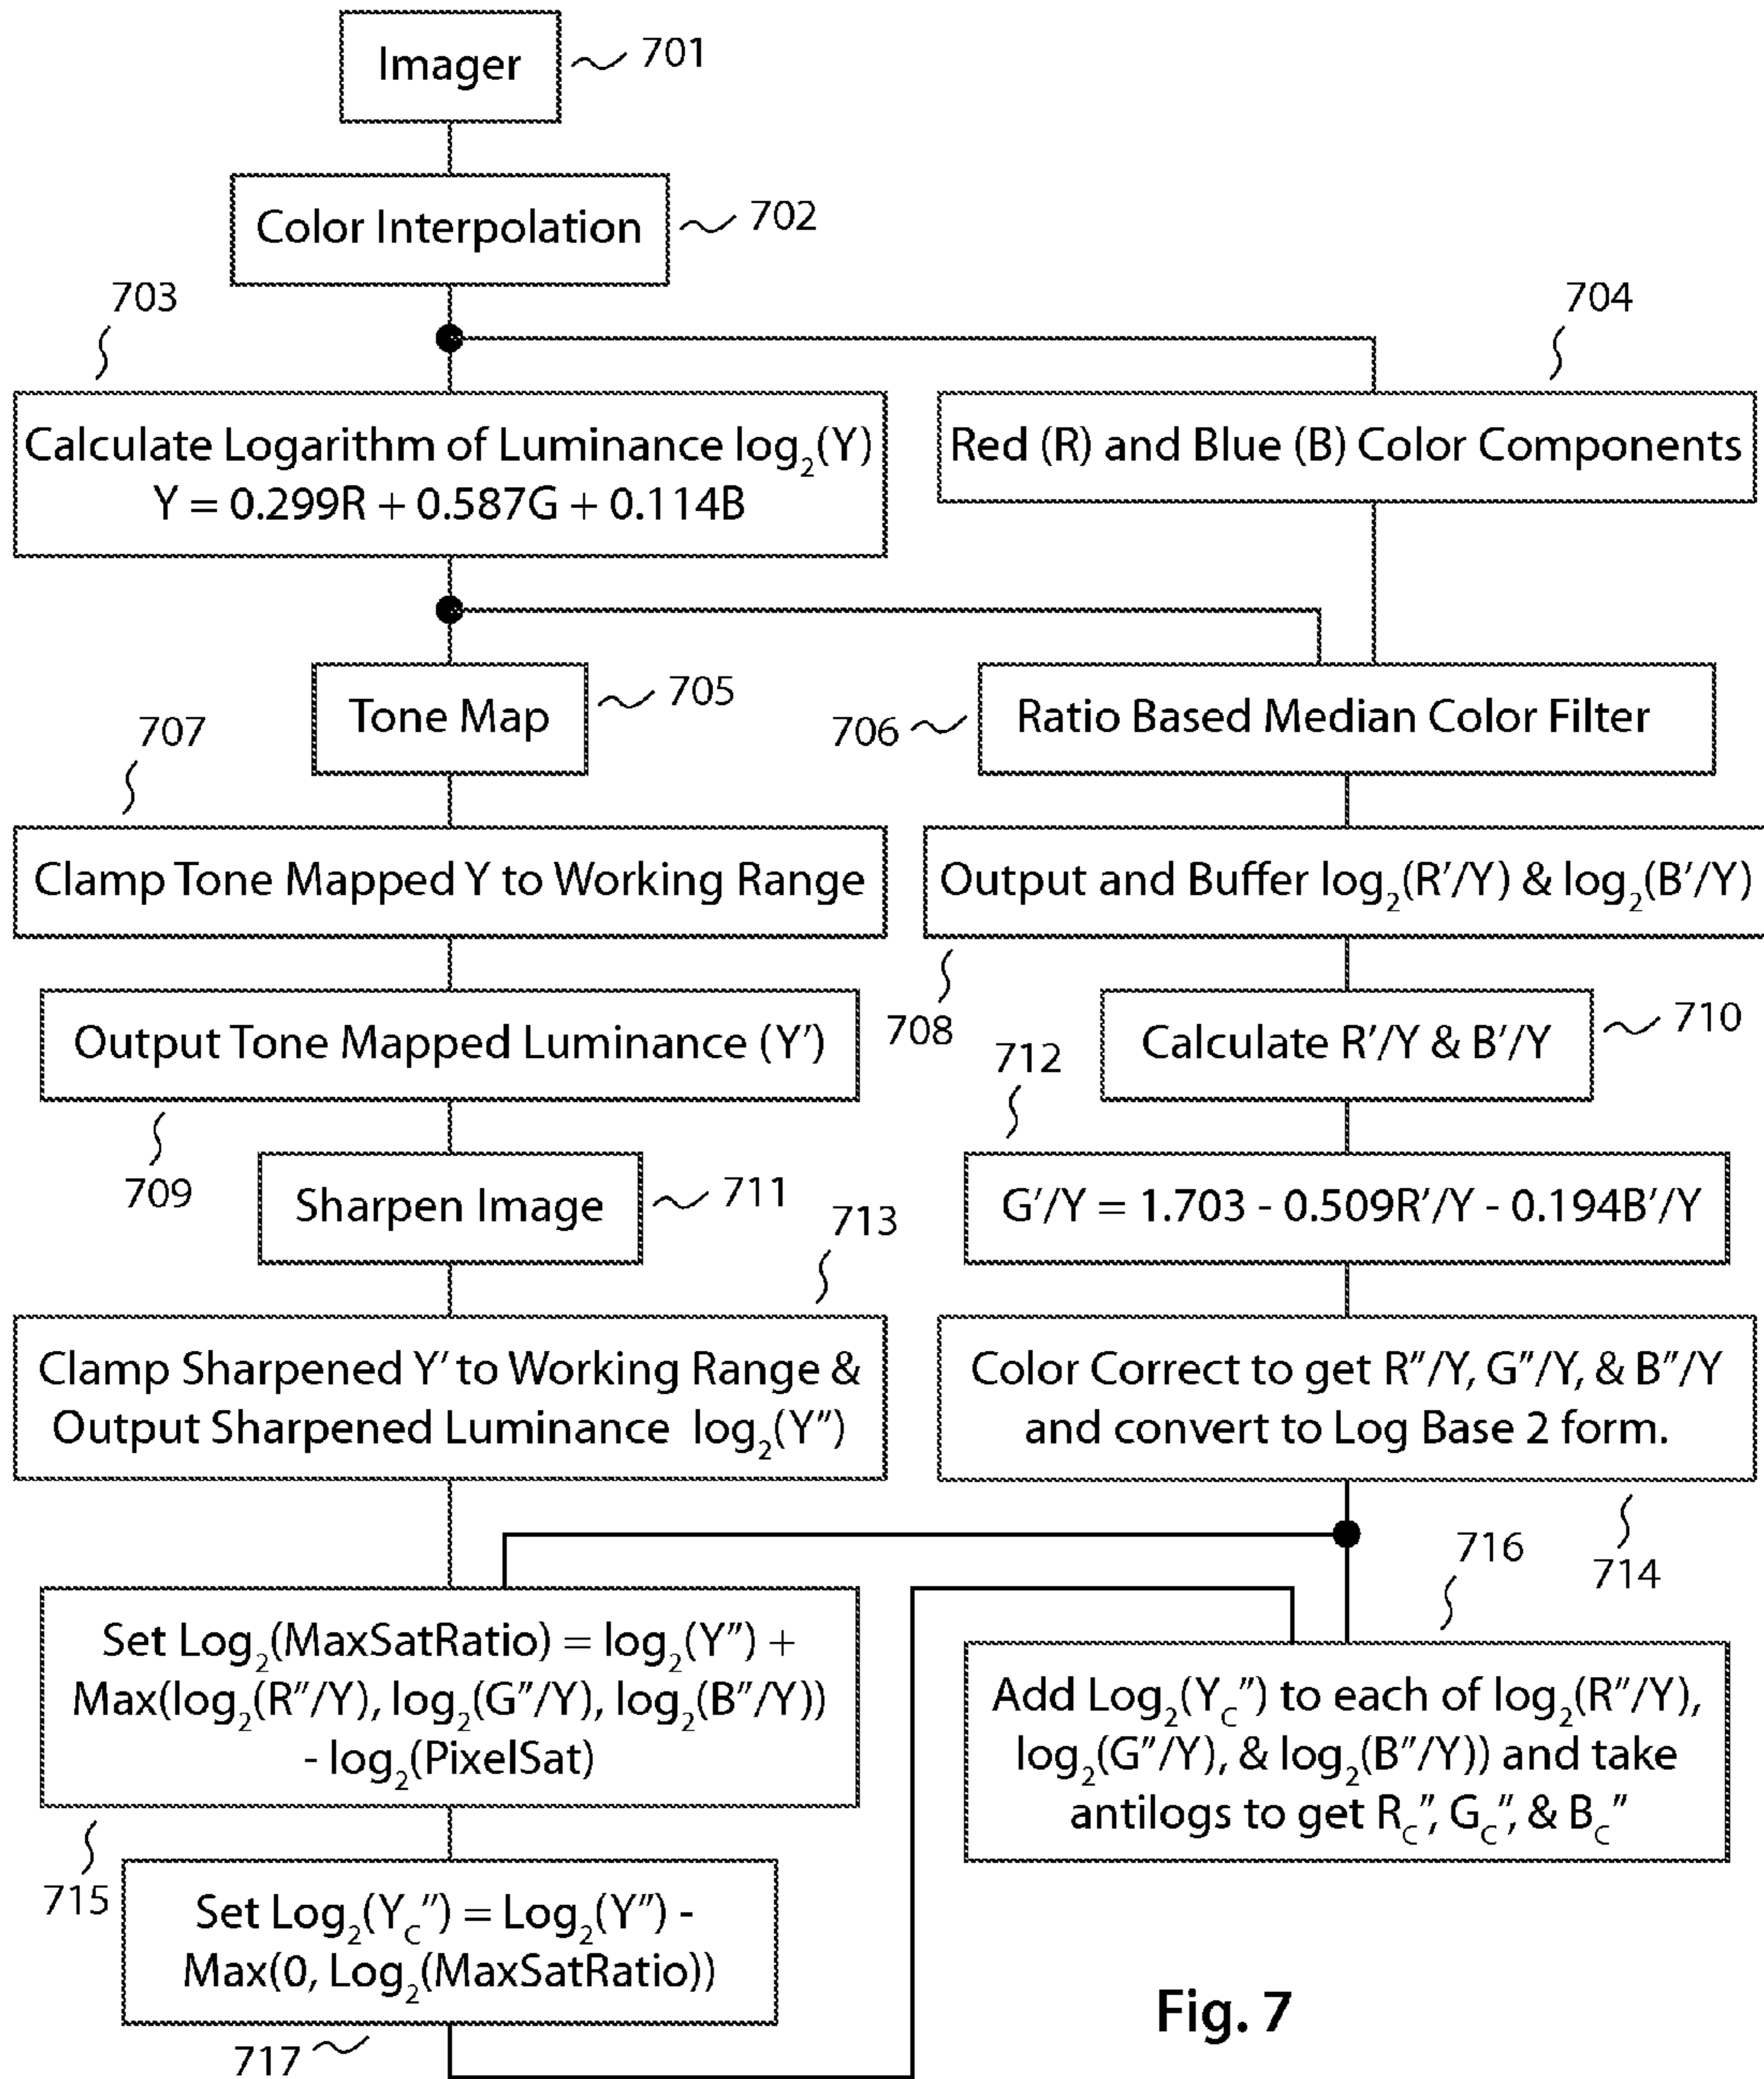 Imager
701
Color Interpolation
702
703
704
Calculate Logarithm of Luminance log₂(Y)
Y = 0.299R + 0.587G + 0.114B
Red (R) and Blue (B) Color Components
Tone Map
705
706
Ratio Based Median Color Filter
707
Clamp Tone Mapped Y to Working Range
Output and Buffer log₂(R'/Y) & log₂(B'/Y)
708
Output Tone Mapped Luminance (Y')
709
Calculate R'/Y & B'/Y
710
712
Sharpen Image
711
G'/Y = 1.703 - 0.509R'/Y - 0.194B'/Y
713
Clamp Sharpened Y' to Working Range &
Output Sharpened Luminance log₂(Y")
Color Correct to get R"/Y, G"/Y, & B"/Y
and convert to Log Base 2 form.
714
716
Set Log₂(MaxSatRatio) = log₂(Y") +
Max(log₂(R"/Y), log₂(G"/Y), log₂(B"/Y))
- log₂(PixelSat)
715
Add Log₂(Y_C") to each of log₂(R"/Y),
log₂(G"/Y), & log₂(B"/Y)) and take
antilogs to get R_C", G_C", & B_C"
Set Log₂(Y_C") = Log₂(Y") -
Max(0, Log₂(MaxSatRatio))
717
Fig. 7